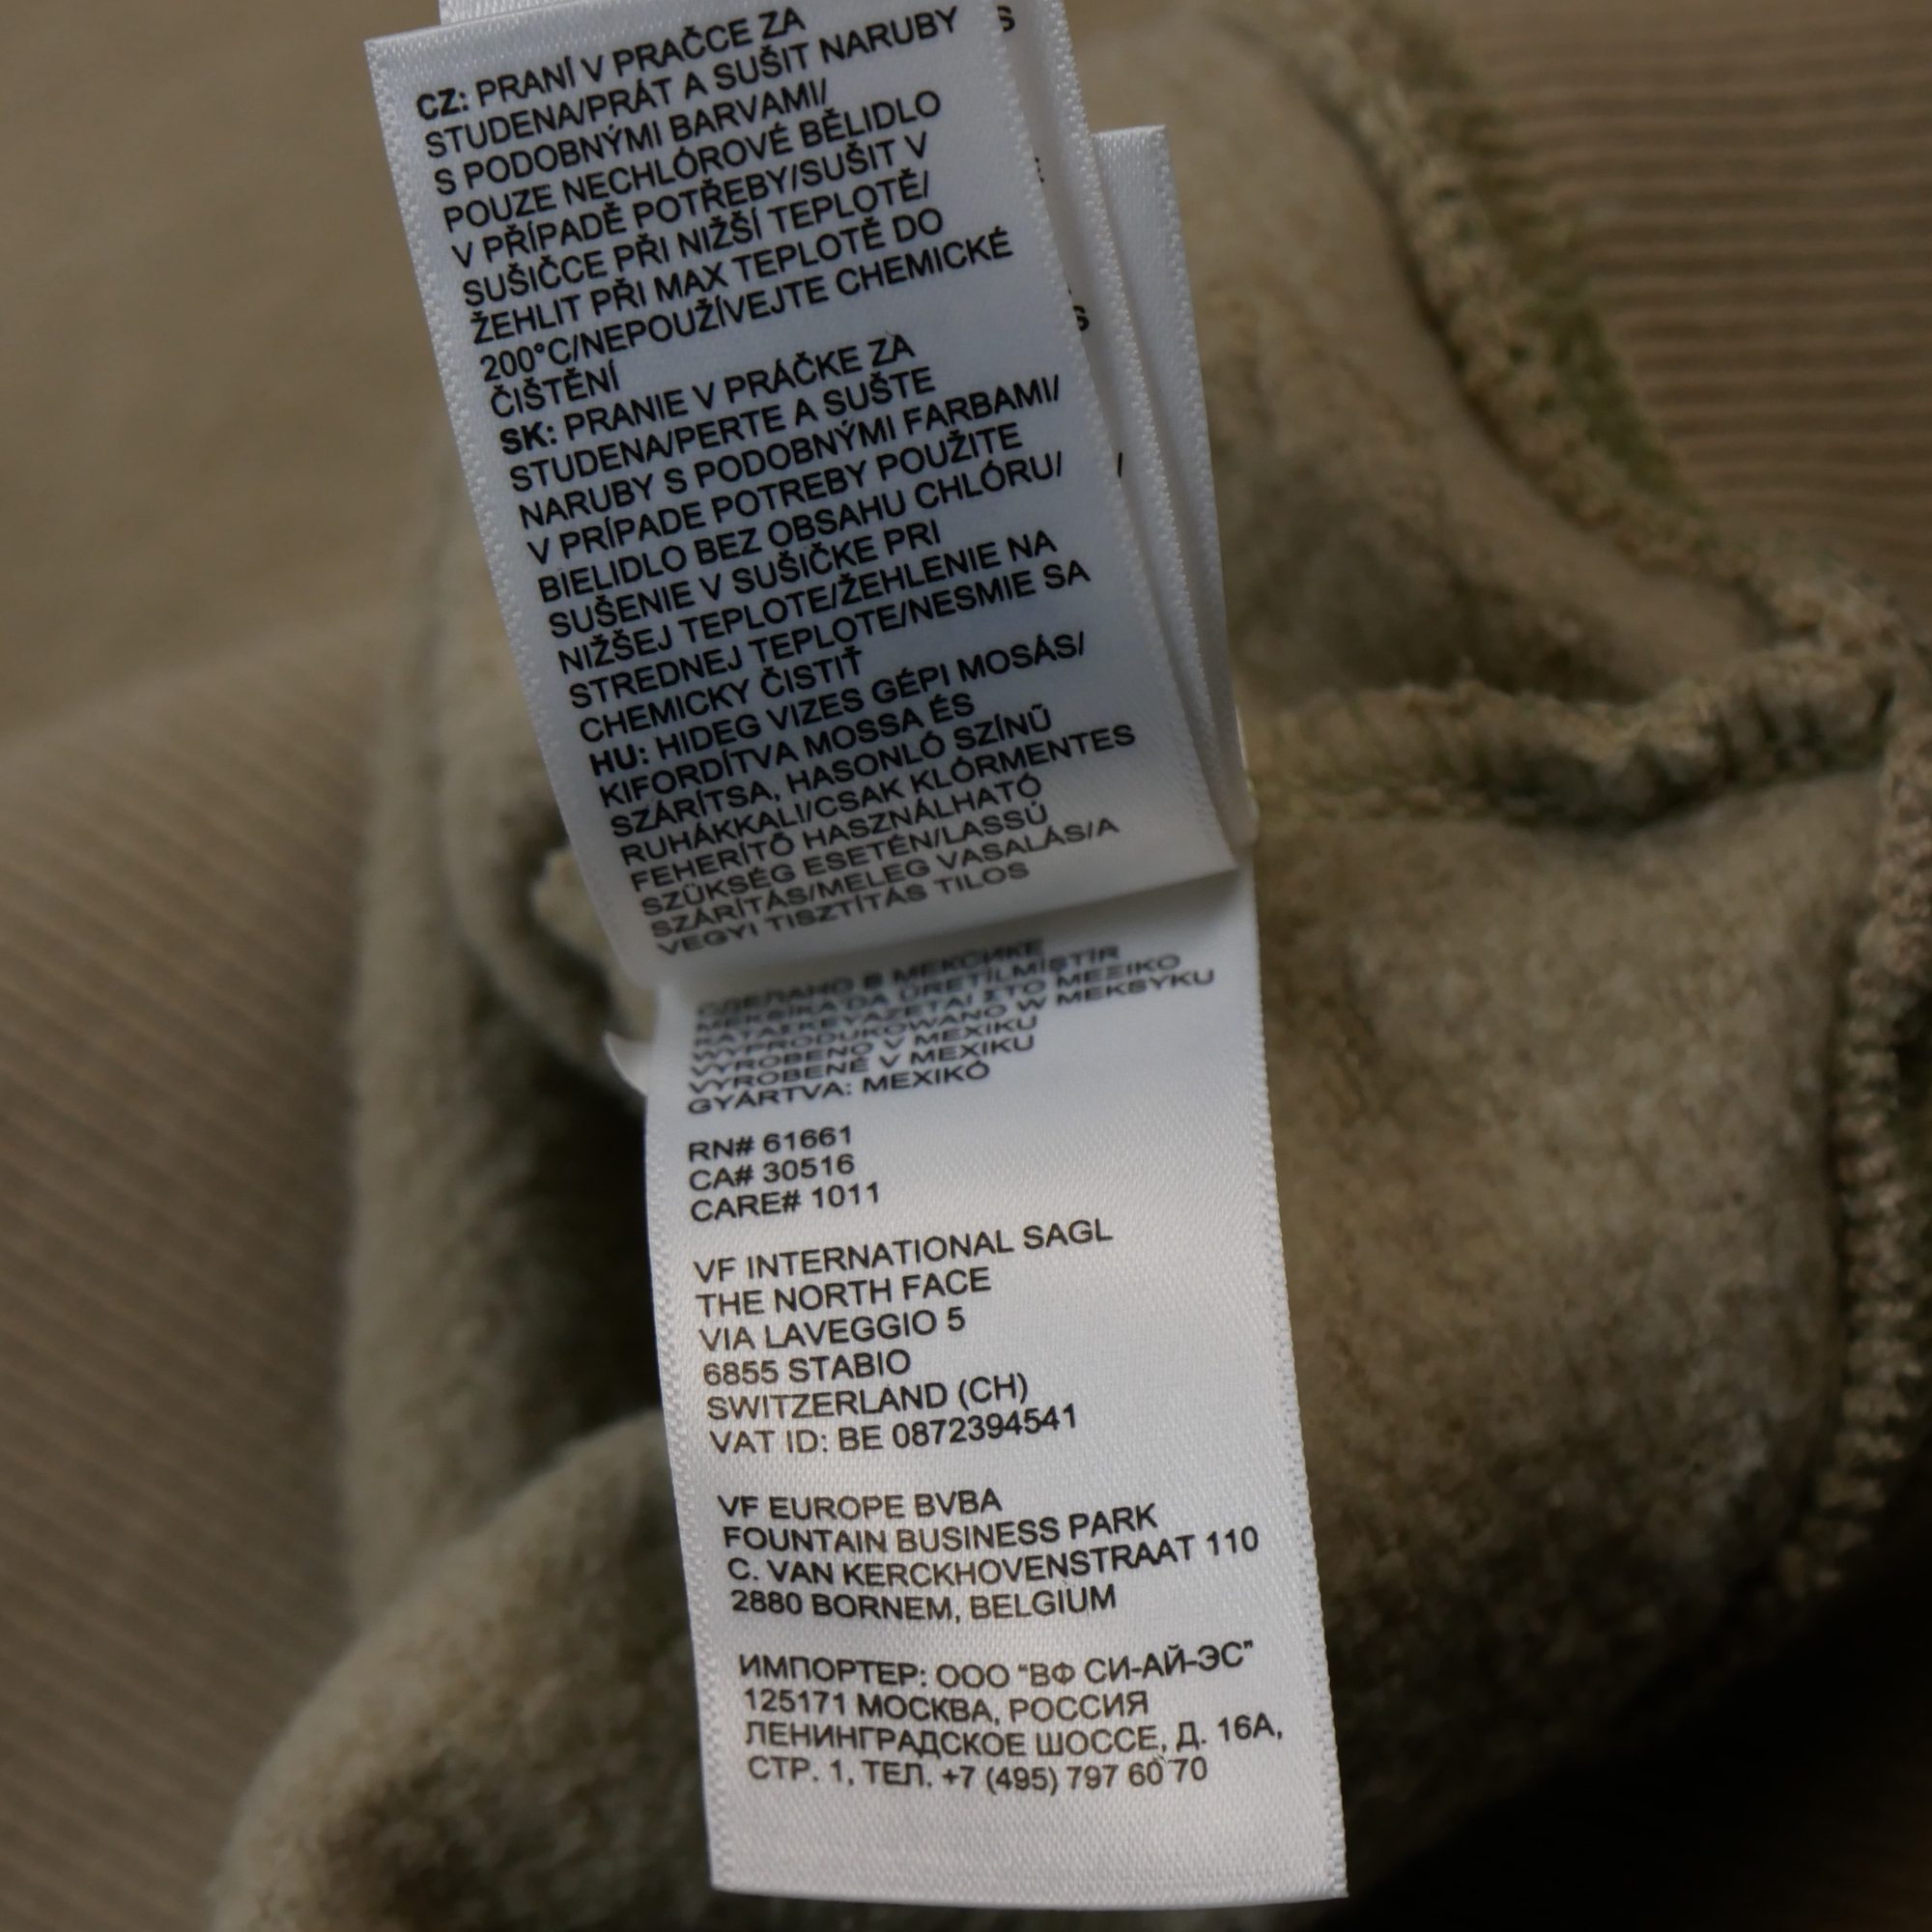 CZ: PRANÍ V PRAČCE ZA
STUDENA/PRÁT A SUŠIT NARUBY
S PODOBNÝMI BARVAMI/
POUZE NECHLÓROVÉ BĚLIDLO
V PŘÍPADĚ POTŘEBY/SUŠIT V
SUŠIČCE PŘI NIŽŠÍ TEPLOTĚ/
ŽEHLIT PŘI MAX TEPLOTĚ DO
200°C/NEPOUŽÍVEJTE CHEMICKÉ
ČIŠTĚNÍ
SK: PRANIE V PRÁČKE ZA
STUDENA/PERTE A SUŠTE
NARUBY S PODOBNÝMI FARBAMI/
V PRÍPADE POTREBY POUŽITE
BIELIDLO BEZ OBSAHU CHLÓRU/
SUŠENIE V SUŠIČKE PRI
NIŽŠEJ TEPLOTE/ŽEHLENIE NA
STREDNEJ TEPLOTE/NESMIE SA
CHEMICKY ČISTIŤ
HU: HIDEG VIZES GÉPI MOSÁS/
KIFORDÍTVA MOSSA ÉS
SZÁRÍTSA, HASONLÓ SZÍNŰ
RUHÁKKALI/CSAK KLÓRMENTES
FEHERÍTŐ HASZNÁLHATÓ
SZÜKSÉG ESETÉN/LASSÚ
SZÁRÍTÁS/MELEG VASALÁS/A
VEGYI TISZTÍTÁS TILOS
СДЕЛАНО В МЕКСИКЕ
MEKSİKA'DA ÜRETİLMİŞTİR
ΚΑΤΑΣΚΕΥΑΖΕΤΑΙ ΣΤΟ ΜΕΞΙΚΟ
WYPRODUKOWANO W MEKSYKU
VYROBENO V MEXIKU
VYROBENÉ V MEXIKU
GYÁRTVA: MEXIKÓ
RN# 61661
CA# 30516
CARE# 1011
VF INTERNATIONAL SAGL
THE NORTH FACE
VIA LAVEGGIO 5
6855 STABIO
SWITZERLAND (CH)
VAT ID: BE 0872394541
VF EUROPE BVBA
FOUNTAIN BUSINESS PARK
C. VAN KERCKHOVENSTRAAT 110
2880 BORNEM, BELGIUM
ИМПОРТЕР: ООО "ВФ СИ-АЙ-ЭС"
125171 МОСКВА, РОССИЯ
ЛЕНИНГРАДСКОЕ ШОССЕ, Д. 16А,
СТР. 1, ТЕЛ. +7 (495) 797 60 70